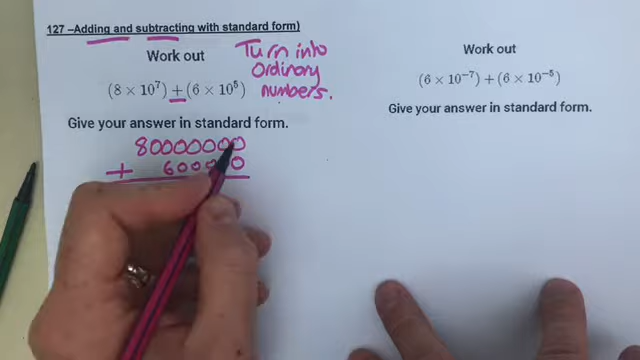 127 –Adding and subtracting with standard form)
Work out
(8 × 10⁷) + (6 × 10⁵)
Give your answer in standard form.
Turn into
Ordinary
numbers.
80000000
+ 600000
Work out
(6 × 10⁻⁷) + (6 × 10⁻⁵)
Give your answer in standard form.